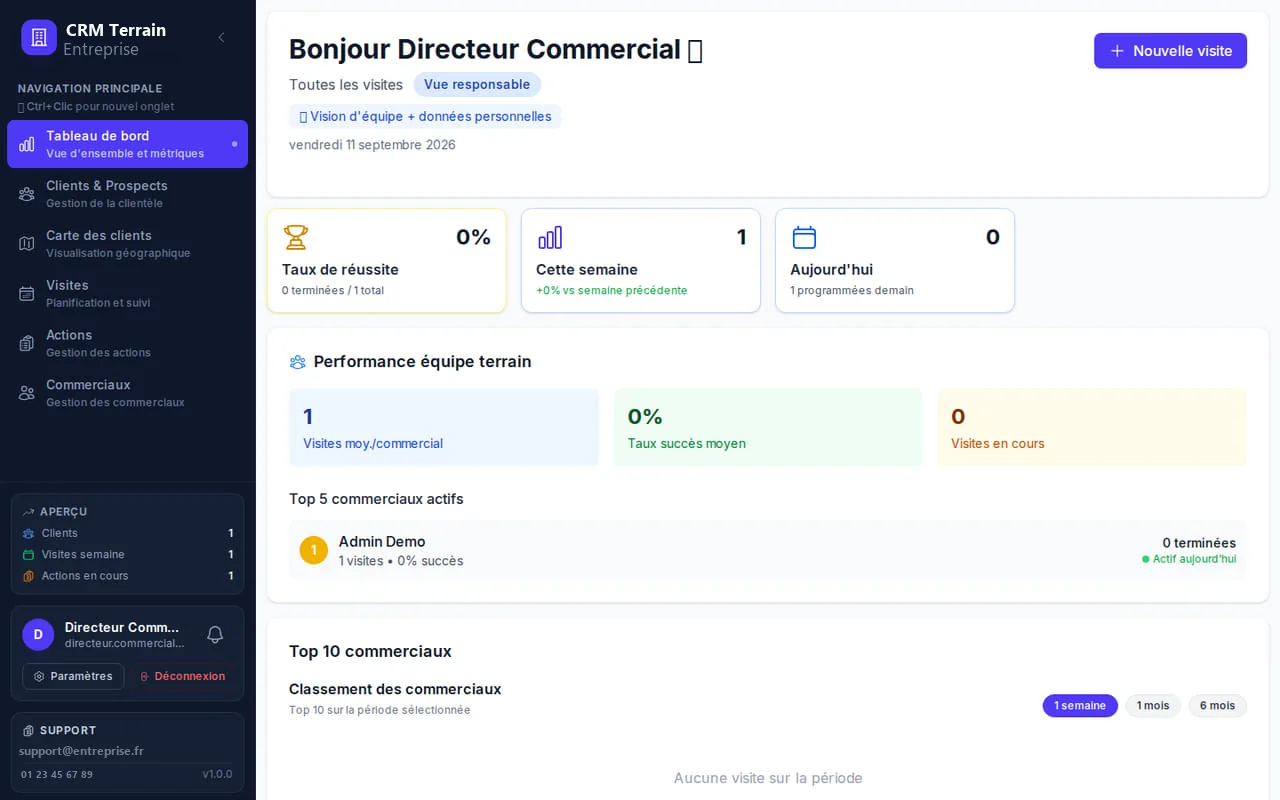 CRM Terrain
Entreprise
NAVIGATION PRINCIPALE
Ctrl+Clic pour nouvel onglet
Tableau de bord
Vue d'ensemble et métriques
Clients & Prospects
Gestion de la clientèle
Carte des clients
Visualisation géographique
Visites
Planification et suivi
Actions
Gestion des actions
Commerciaux
Gestion des commerciaux
APERÇU
Clients 1
Visites semaine 1
Actions en cours 1
D
Directeur Comm...
directeur.commercial...
Paramètres
Déconnexion
SUPPORT
support@entreprise.fr
01 23 45 67 89 v1.0.0
Bonjour Directeur Commercial
Nouvelle visite
Toutes les visites Vue responsable
Vision d'équipe + données personnelles
vendredi 11 septembre 2026
0%
Taux de réussite
0 terminées / 1 total
1
Cette semaine
+0% vs semaine précédente
0
Aujourd'hui
1 programmées demain
Performance équipe terrain
1
Visites moy./commercial
0%
Taux succès moyen
0
Visites en cours
Top 5 commerciaux actifs
1
Admin Demo
1 visites • 0% succès
0 terminées
Actif aujourd'hui
Top 10 commerciaux
Classement des commerciaux
Top 10 sur la période sélectionnée
1 semaine 1 mois 6 mois
Aucune visite sur la période